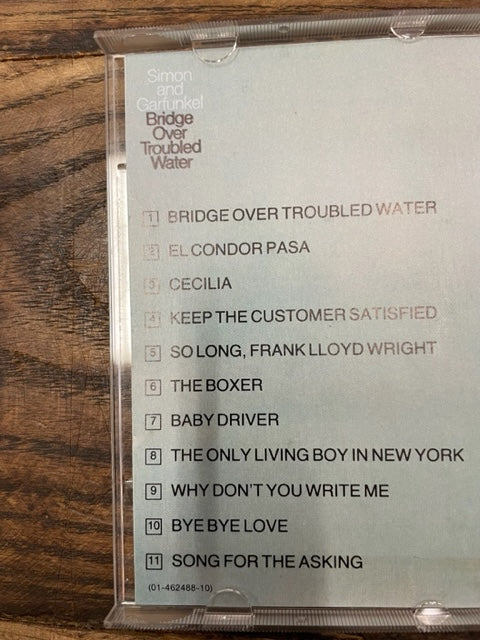 Simon
and
Garfunkel
Bridge
Over
Troubled
Water
1 BRIDGE OVER TROUBLED WATER
2 EL CONDOR PASA
3 CECILIA
4 KEEP THE CUSTOMER SATISFIED
5 SO LONG, FRANK LLOYD WRIGHT
6 THE BOXER
7 BABY DRIVER
8 THE ONLY LIVING BOY IN NEW YORK
9 WHY DON'T YOU WRITE ME
10 BYE BYE LOVE
11 SONG FOR THE ASKING
(01-462488-10)